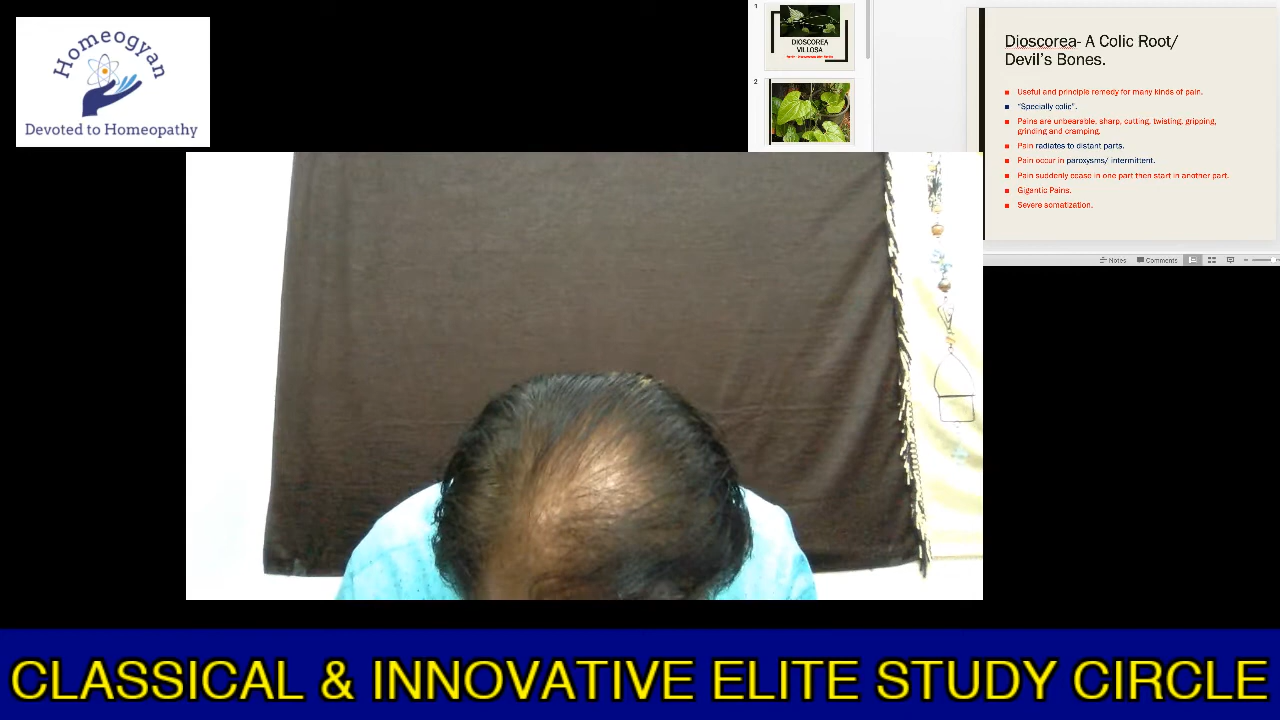 Homeogyan
Devoted to Homeopathy
1
DIOSCOREA
VILLOSA
2
Dioscorea- A Colic Root/
Devil's Bones.
Useful and principle remedy for many kinds of pain.
"Specially colic".
Pains are unbearable, sharp, cutting, twisting, gripping,
grinding and cramping.
Pain radiates to distant parts.
Pain occur in paroxysms/ intermittent.
Pain suddenly cease in one part then start in another part.
Gigantic Pains.
Severe somatization.
Notes
Comments
CLASSICAL & INNOVATIVE ELITE STUDY CIRCLE